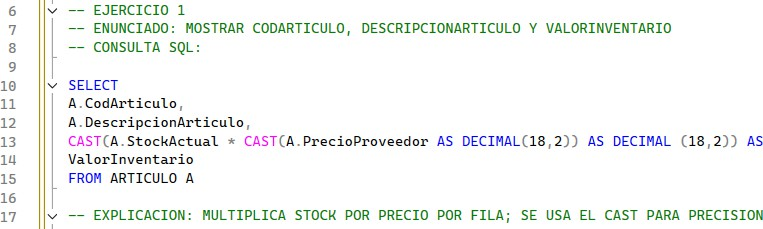 6 -- EJERCICIO 1
7 -- ENUNCIADO: MOSTRAR CODARTICULO, DESCRIPCIONARTICULO Y VALORINVENTARIO
8 -- CONSULTA SQL:
9
10 SELECT
11 A.CodArticulo,
12 A.DescripcionArticulo,
13 CAST(A.StockActual * CAST(A.PrecioProveedor AS DECIMAL(18,2)) AS DECIMAL (18,2)) AS
14 ValorInventario
15 FROM ARTICULO A
16
17 -- EXPLICACION: MULTIPLICA STOCK POR PRECIO POR FILA; SE USA EL CAST PARA PRECISION